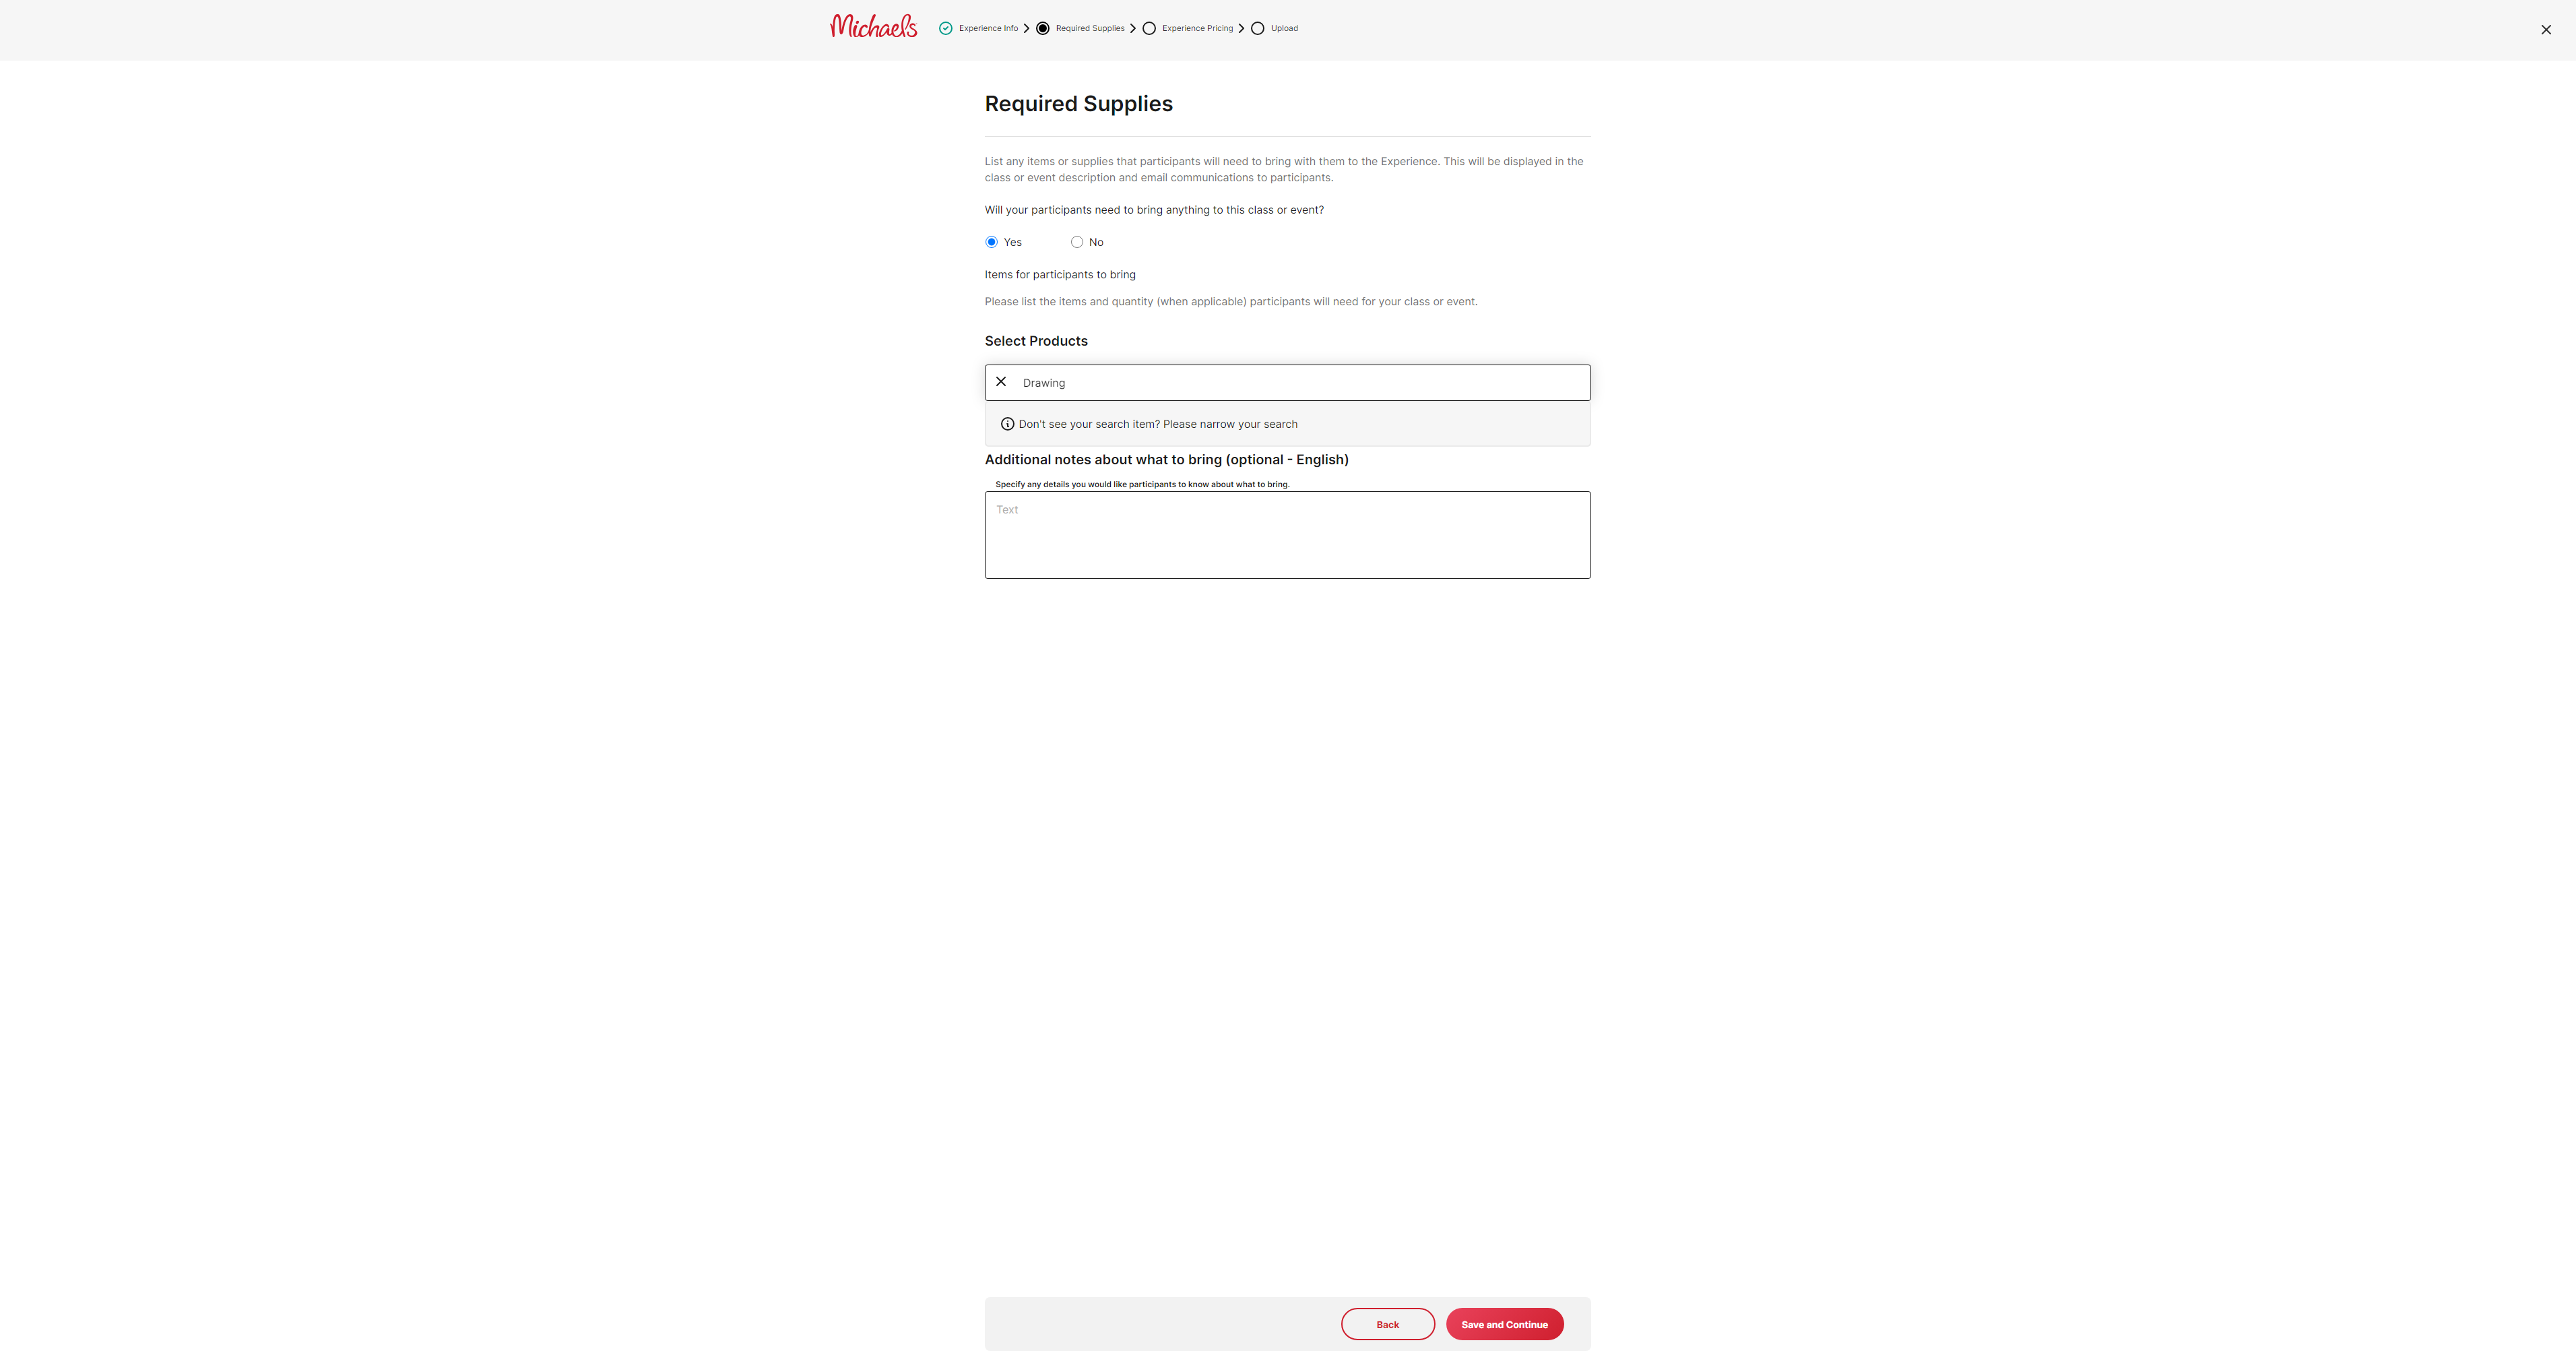 Michaels Experience Info Required Supplies Experience Pricing Upload
Required Supplies
List any items or supplies that participants will need to bring with them to the Experience. This will be displayed in the
class or event description and email communications to participants.
Will your participants need to bring anything to this class or event?
Yes No
Items for participants to bring
Please list the items and quantity (when applicable) participants will need for your class or event.
Select Products
Drawing
Don't see your search item? Please narrow your search
Additional notes about what to bring (optional - English)
Specify any details you would like participants to know about what to bring.
Text
Back Save and Continue